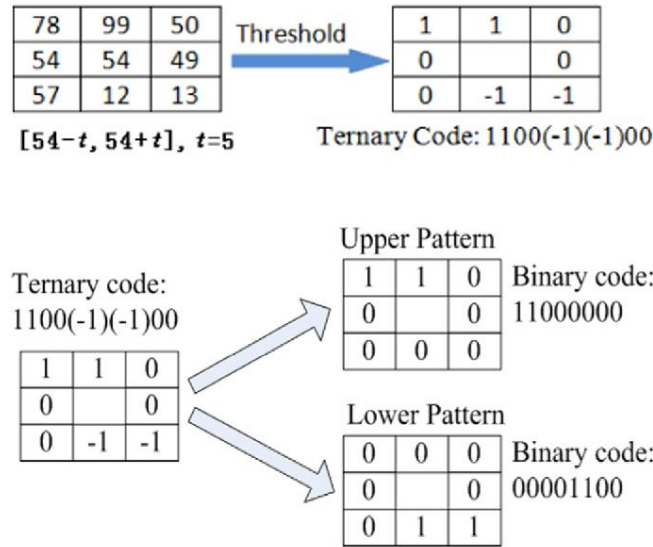 78 99 50
54 54 49
57 12 13
[54-t, 54+t], t=5
Threshold
1 1 0
0 0
0 -1 -1
Ternary Code: 1100(-1)(-1)00
Ternary code:
1100(-1)(-1)00
1 1 0
0 0
0 -1 -1
Upper Pattern
1 1 0
0 0
0 0 0
Binary code:
11000000
Lower Pattern
0 0 0
0 0
0 1 1
Binary code:
00001100